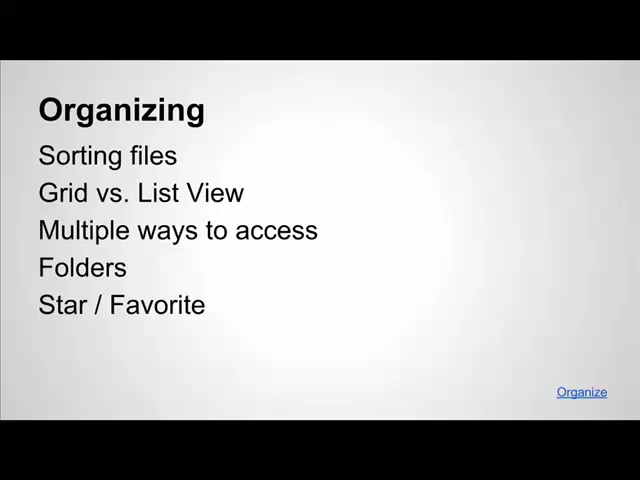 Organizing
Sorting files
Grid vs. List View
Multiple ways to access
Folders
Star / Favorite
Organize